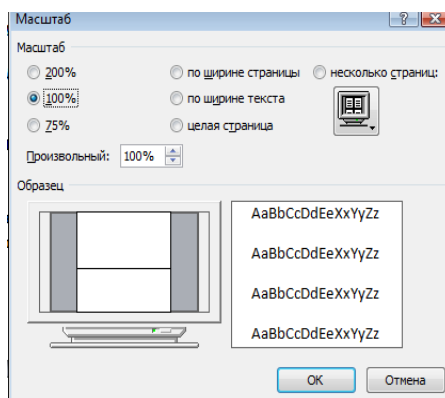 Масштаб
Масштаб
200% по ширине страницы несколько страниц:
100% по ширине текста
75% целая страница
Произвольный: 100%
Образец
AaBbCcDdEeXxYyZz
AaBbCcDdEeXxYyZz
AaBbCcDdEeXxYyZz
AaBbCcDdEeXxYyZz
ОК Отмена